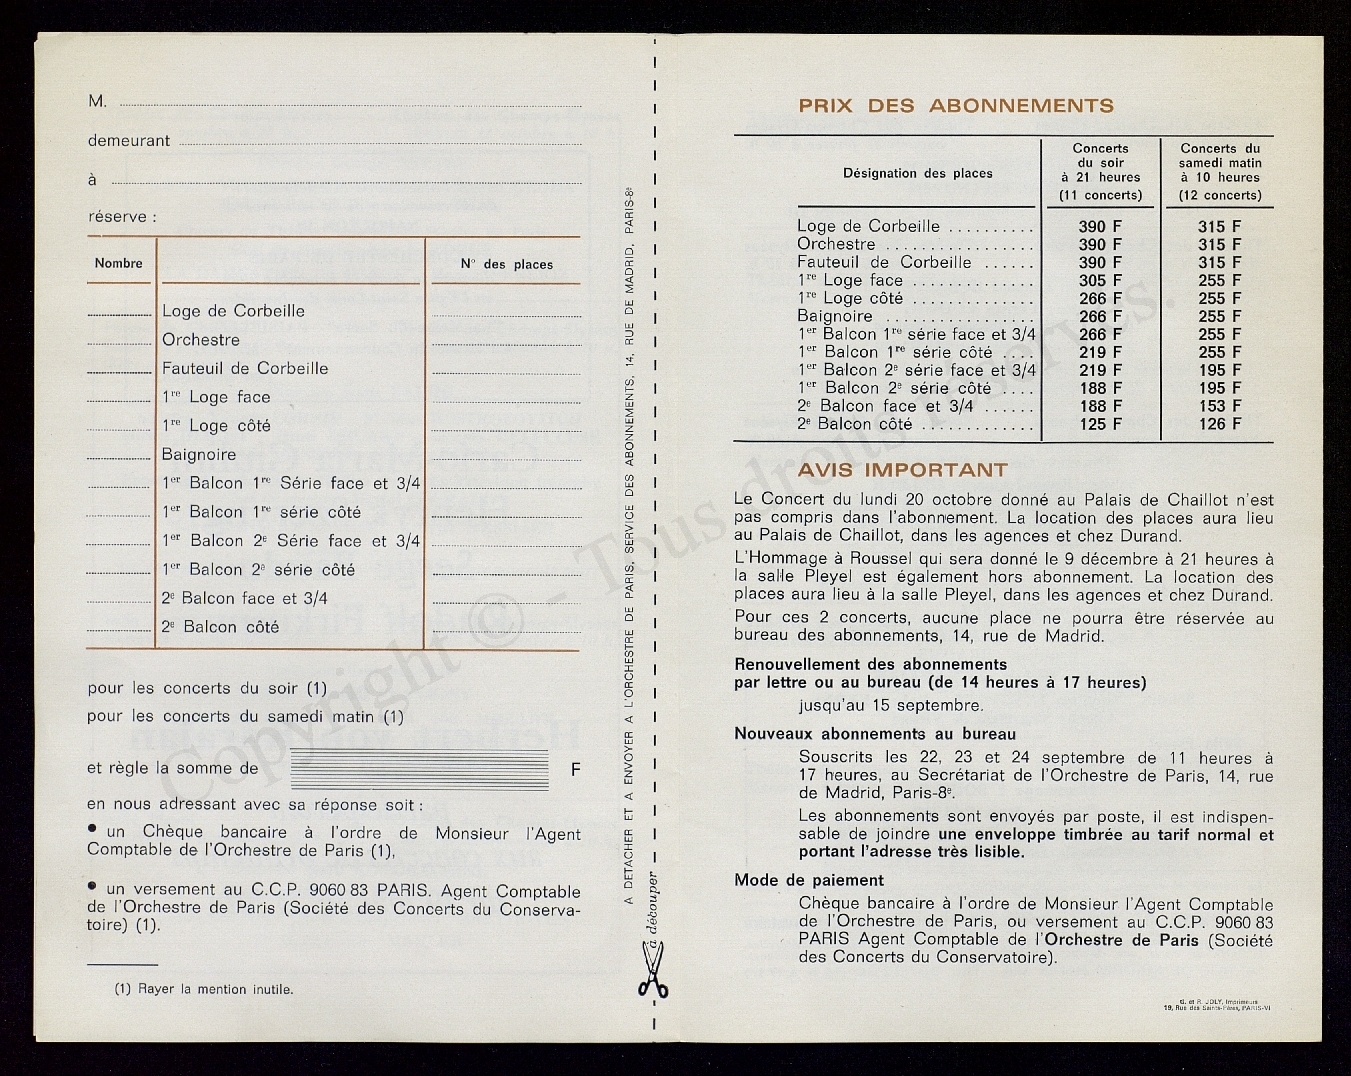 M.
demeurant
à
réserve :
Nombre
N° des places
Loge de Corbeille
Orchestre
Fauteuil de Corbeille
1re Loge face
1re Loge côté
Baignoire
1er Balcon 1re Série face et 3/4
1er Balcon 1re série côté
1er Balcon 2e Série face et 3/4
1er Balcon 2e série côté
2e Balcon face et 3/4
2e Balcon côté
pour les concerts du soir (1)
pour les concerts du samedi matin (1)
et règle la somme de F
en nous adressant avec sa réponse soit :
• un Chèque bancaire à l'ordre de Monsieur l'Agent
Comptable de l'Orchestre de Paris (1),
• un versement au C.C.P. 9060 83 PARIS. Agent Comptable
de l'Orchestre de Paris (Société des Concerts du Conserva-
toire) (1).
(1) Rayer la mention inutile.
A DETACHER ET A ENVOYER A L'ORCHESTRE DE PARIS, SERVICE DES ABONNEMENTS, 14, RUE DE MADRID, PARIS-8e
à découper
PRIX DES ABONNEMENTS
Désignation des places
Concerts
du soir
à 21 heures
(11 concerts)
Concerts du
samedi matin
à 10 heures
(12 concerts)
Loge de Corbeille .......... 390 F 315 F
Orchestre ................ 390 F 315 F
Fauteuil de Corbeille ...... 390 F 315 F
1re Loge face .............. 305 F 255 F
1re Loge côté .............. 266 F 255 F
Baignoire ................. 266 F 255 F
1er Balcon 1re série face et 3/4 266 F 255 F
1er Balcon 1re série côté .... 219 F 255 F
1er Balcon 2e série face et 3/4 219 F 195 F
1er Balcon 2e série côté .... 188 F 195 F
2e Balcon face et 3/4 ...... 188 F 153 F
2e Balcon côté ............. 125 F 126 F
AVIS IMPORTANT
Le Concert du lundi 20 octobre donné au Palais de Chaillot n'est
pas compris dans l'abonnement. La location des places aura lieu
au Palais de Chaillot, dans les agences et chez Durand.
L'Hommage à Roussel qui sera donné le 9 décembre à 21 heures à
la salle Pleyel est également hors abonnement. La location des
places aura lieu à la salle Pleyel, dans les agences et chez Durand.
Pour ces 2 concerts, aucune place ne pourra être réservée au
bureau des abonnements, 14, rue de Madrid.
Renouvellement des abonnements
par lettre ou au bureau (de 14 heures à 17 heures)
jusqu'au 15 septembre.
Nouveaux abonnements au bureau
Souscrits les 22, 23 et 24 septembre de 11 heures à
17 heures, au Secrétariat de l'Orchestre de Paris, 14, rue
de Madrid, Paris-8e.
Les abonnements sont envoyés par poste, il est indispen-
sable de joindre une enveloppe timbrée au tarif normal et
portant l'adresse très lisible.
Mode de paiement
Chèque bancaire à l'ordre de Monsieur l'Agent Comptable
de l'Orchestre de Paris, ou versement au C.C.P. 9060 83
PARIS Agent Comptable de l'Orchestre de Paris (Société
des Concerts du Conservatoire).
G. et R. JOLY, Imprimeurs
19, Rue des Saints-Pères, PARIS-VI
Copyright © - Tous droits réservés.